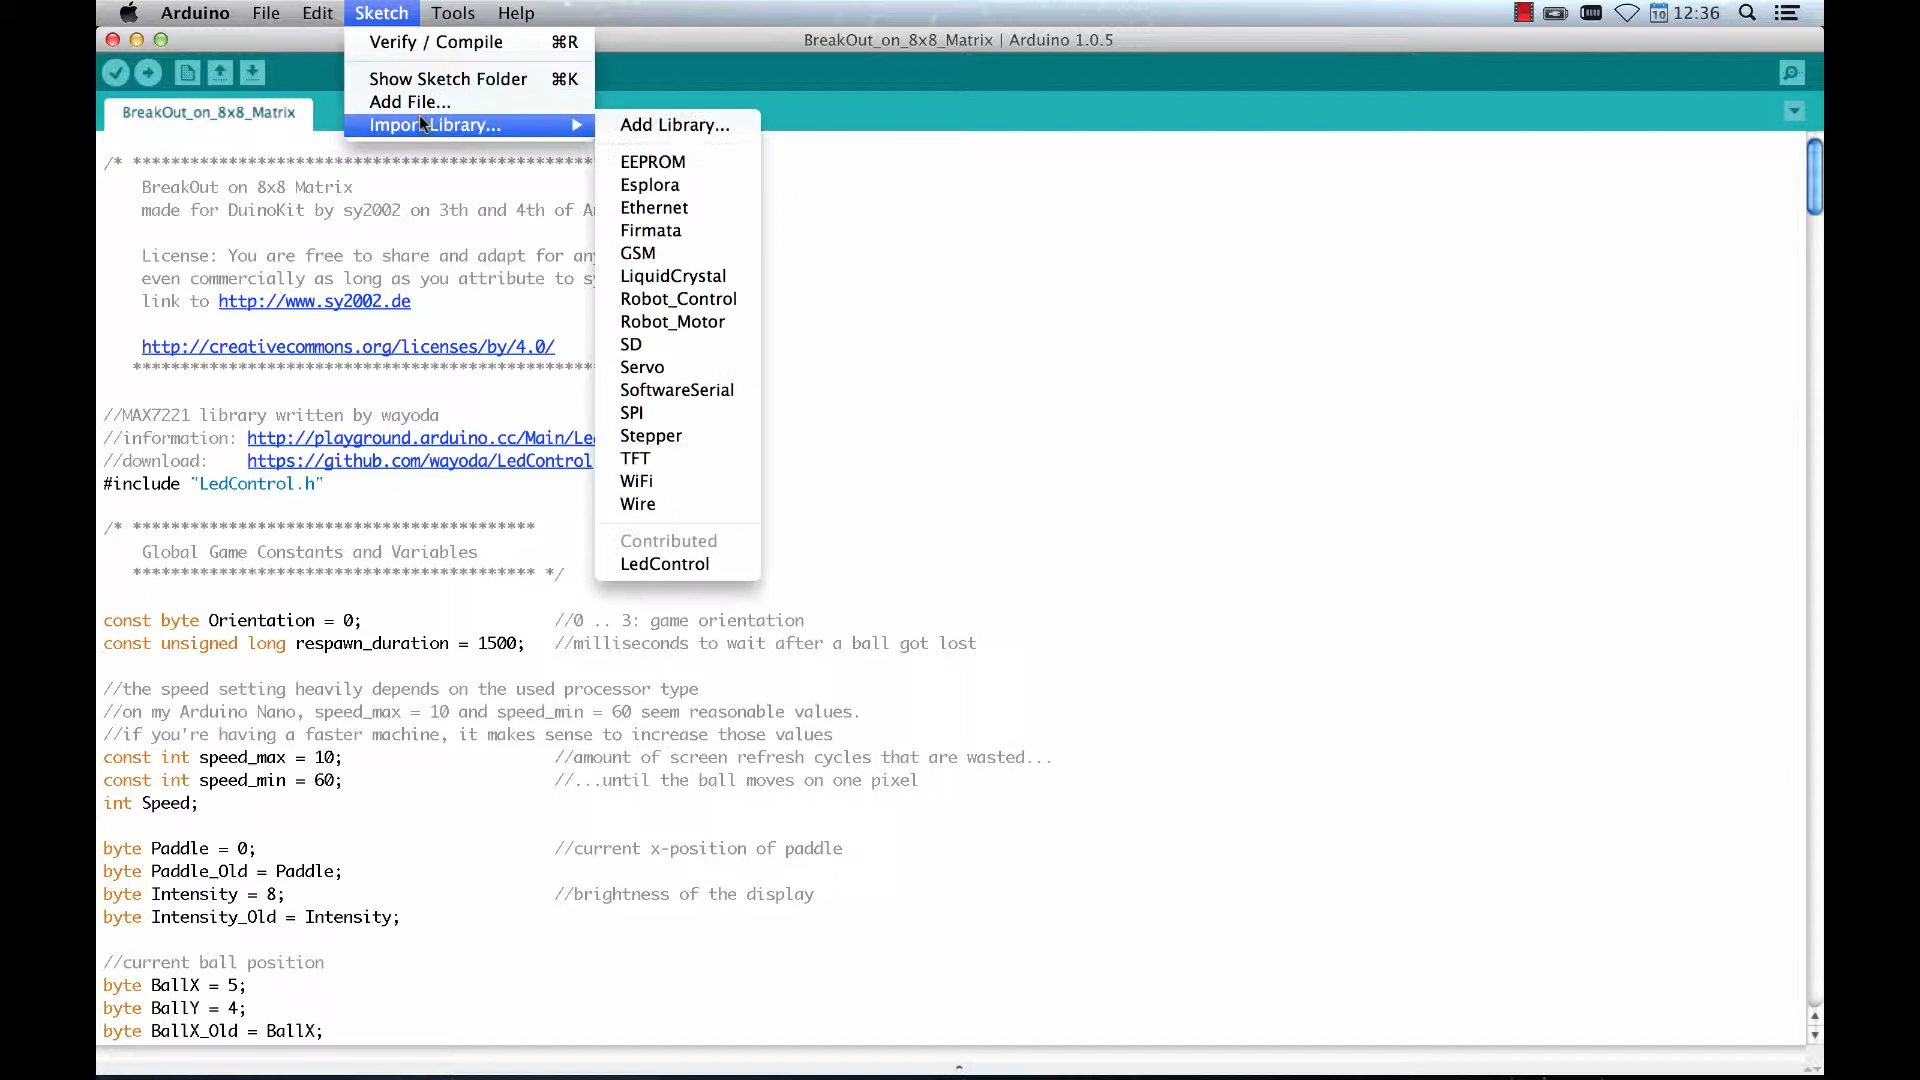 Arduino File Edit Sketch Tools Help 10 12:36
BreakOut_on_8x8_Matrix | Arduino 1.0.5
Verify / Compile ⌘R
Show Sketch Folder ⌘K
Add File...
Import Library...
Add Library...
EEPROM
Esplora
Ethernet
Firmata
GSM
LiquidCrystal
Robot_Control
Robot_Motor
SD
Servo
SoftwareSerial
SPI
Stepper
TFT
WiFi
Wire
Contributed
LedControl
BreakOut_on_8x8_Matrix
/* ************************************************
BreakOut on 8x8 Matrix
made for DuinoKit by sy2002 on 3th and 4th of
License: You are free to share and adapt for
even commercially as long as you attribute to
link to http://www.sy2002.de
http://creativecommons.org/licenses/by/4.0/
************************************************
//MAX7221 library written by wayoda
//information: http://playground.arduino.cc/Main/
//download: https://github.com/wayoda/LedControl
#include "LedControl.h"
/* ******************************************
Global Game Constants and Variables
****************************************** */
const byte Orientation = 0; //0 .. 3: game orientation
const unsigned long respawn_duration = 1500; //milliseconds to wait after a ball got lost
//the speed setting heavily depends on the used processor type
//on my Arduino Nano, speed_max = 10 and speed_min = 60 seem reasonable values.
//if you're having a faster machine, it makes sense to increase those values
const int speed_max = 10; //amount of screen refresh cycles that are wasted...
const int speed_min = 60; //...until the ball moves on one pixel
int Speed;
byte Paddle = 0; //current x-position of paddle
byte Paddle_Old = Paddle;
byte Intensity = 8; //brightness of the display
byte Intensity_Old = Intensity;
//current ball position
byte BallX = 5;
byte BallY = 4;
byte BallX_Old = BallX;